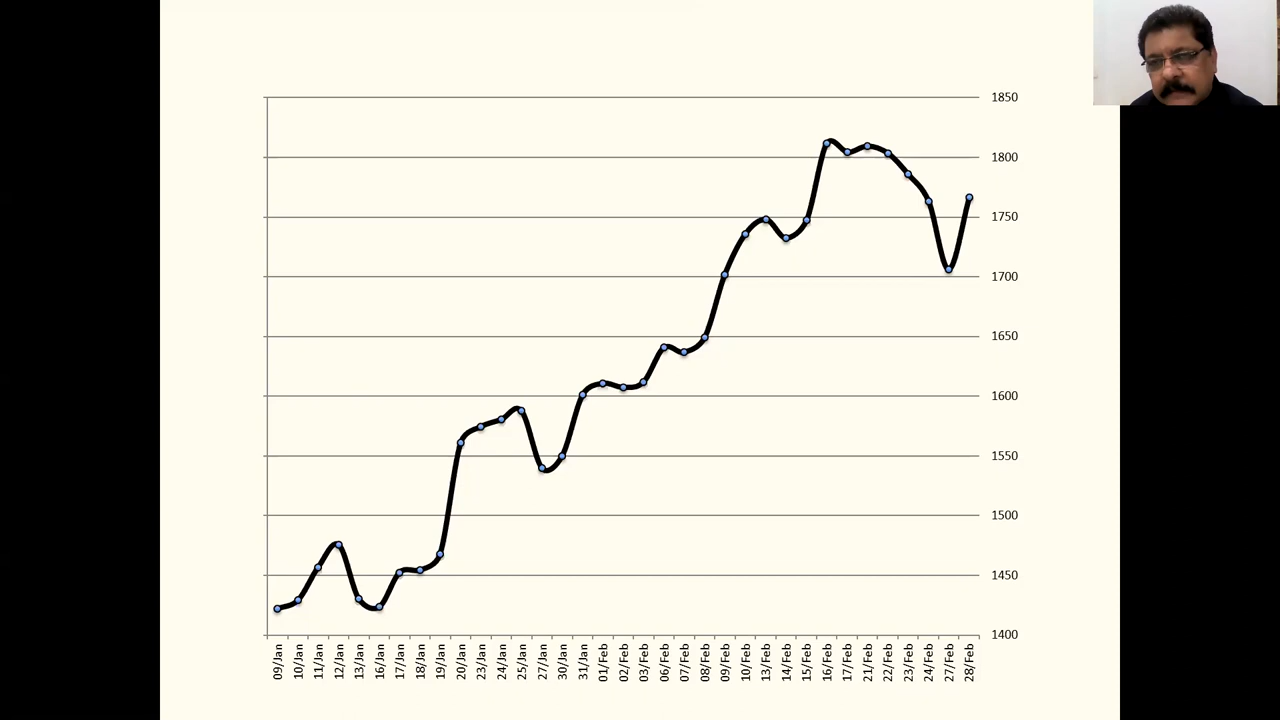 1850
1800
1750
1700
1650
1600
1550
1500
1450
1400
09/Jan
10/Jan
11/Jan
12/Jan
13/Jan
16/Jan
17/Jan
18/Jan
19/Jan
20/Jan
23/Jan
24/Jan
25/Jan
27/Jan
30/Jan
31/Jan
01/Feb
02/Feb
03/Feb
06/Feb
07/Feb
08/Feb
09/Feb
10/Feb
13/Feb
14/Feb
15/Feb
16/Feb
17/Feb
21/Feb
22/Feb
23/Feb
24/Feb
27/Feb
28/Feb